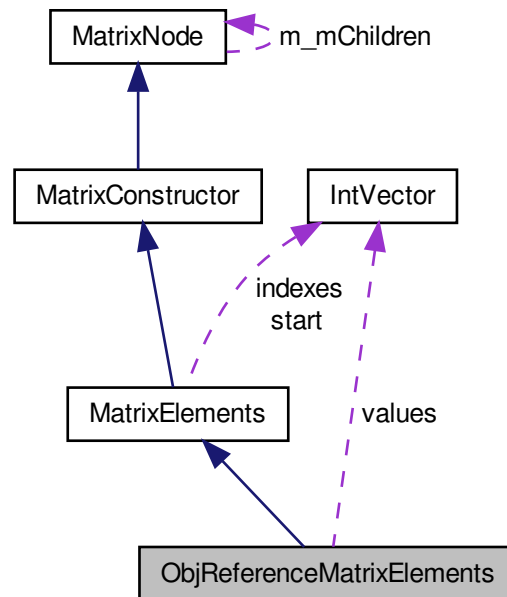 MatrixNode
m_mChildren
MatrixConstructor
IntVector
indexes
start
MatrixElements
values
ObjReferenceMatrixElements